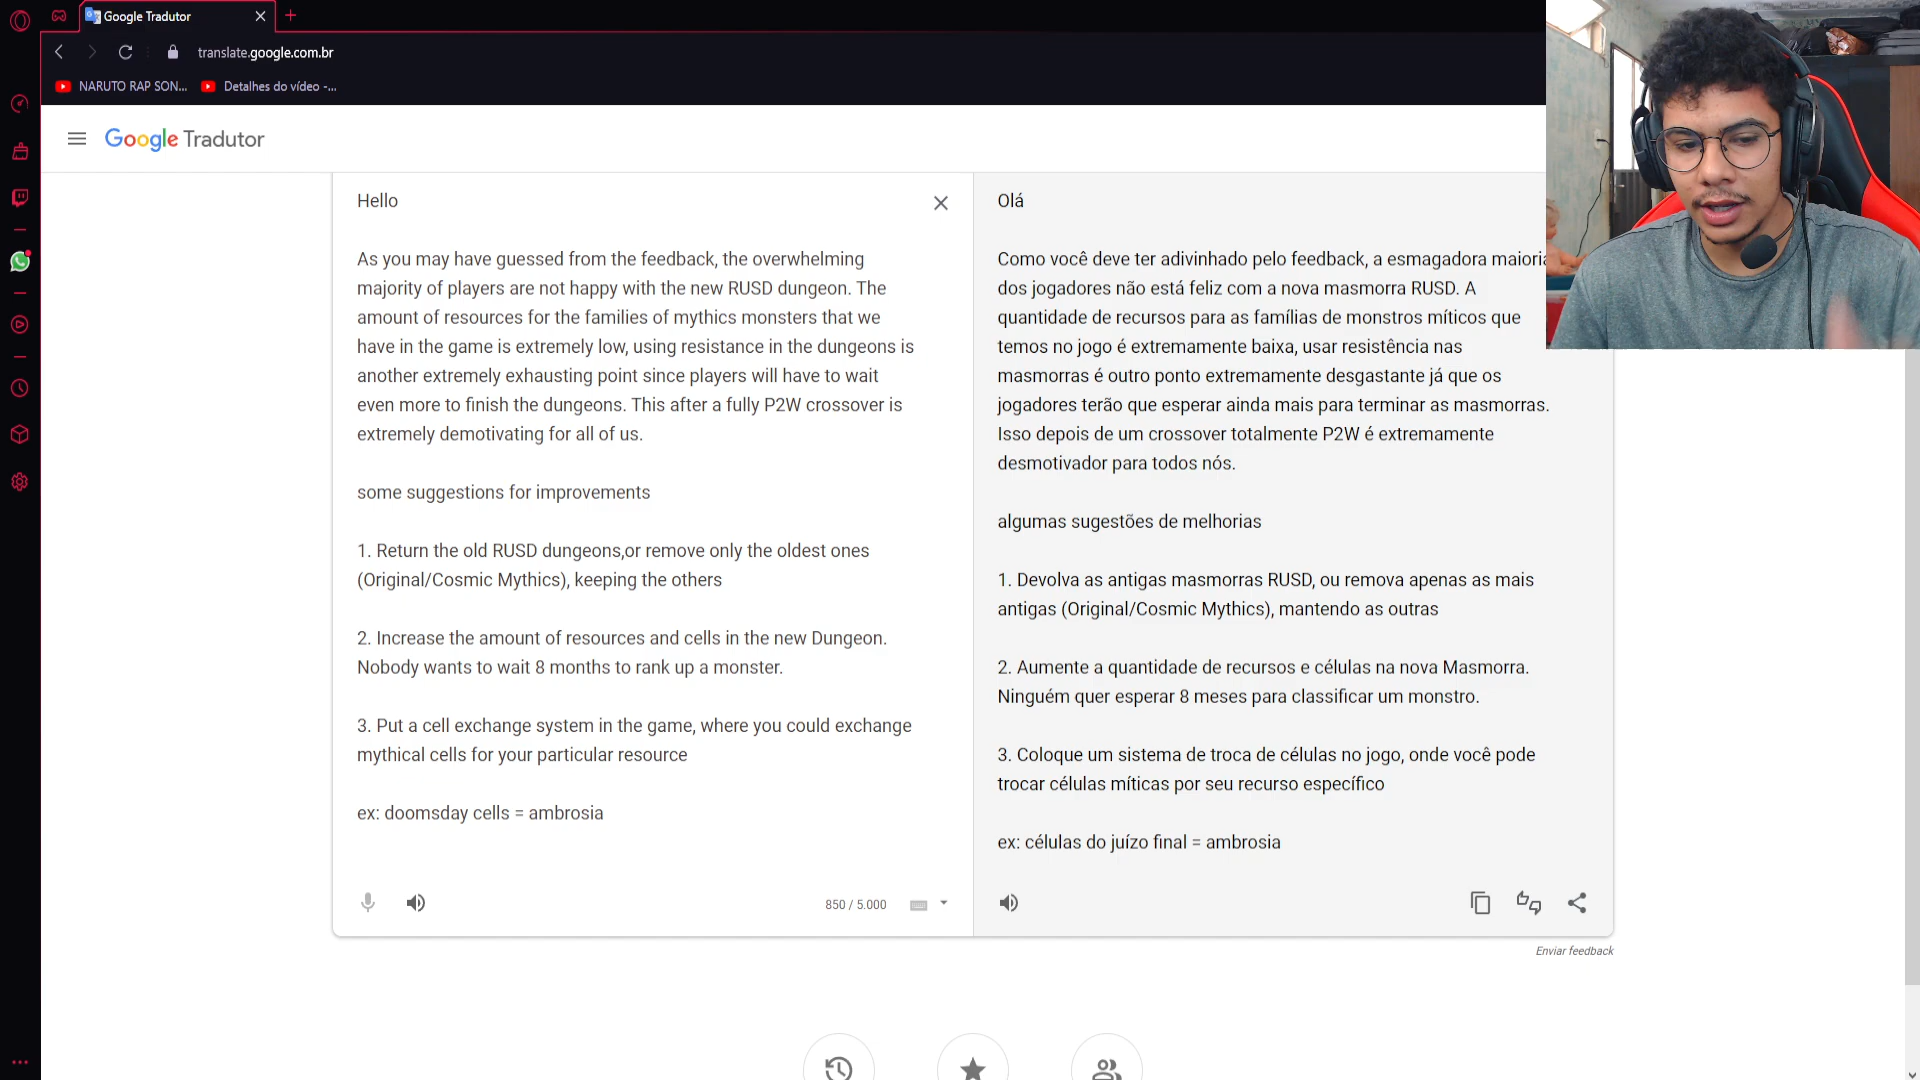 Google Tradutor
translate.google.com.br
NARUTO RAP SON...
Detalhes do vídeo -...
Google Tradutor
Hello
As you may have guessed from the feedback, the overwhelming
majority of players are not happy with the new RUSD dungeon. The
amount of resources for the families of mythics monsters that we
have in the game is extremely low, using resistance in the dungeons is
another extremely exhausting point since players will have to wait
even more to finish the dungeons. This after a fully P2W crossover is
extremely demotivating for all of us.
some suggestions for improvements
1. Return the old RUSD dungeons,or remove only the oldest ones
(Original/Cosmic Mythics), keeping the others
2. Increase the amount of resources and cells in the new Dungeon.
Nobody wants to wait 8 months to rank up a monster.
3. Put a cell exchange system in the game, where you could exchange
mythical cells for your particular resource
ex: doomsday cells = ambrosia
850 / 5.000
Olá
Como você deve ter adivinhado pelo feedback, a esmagadora maioria
dos jogadores não está feliz com a nova masmorra RUSD. A
quantidade de recursos para as famílias de monstros míticos que
temos no jogo é extremamente baixa, usar resistência nas
masmorras é outro ponto extremamente desgastante já que os
jogadores terão que esperar ainda mais para terminar as masmorras.
Isso depois de um crossover totalmente P2W é extremamente
desmotivador para todos nós.
algumas sugestões de melhorias
1. Devolva as antigas masmorras RUSD, ou remova apenas as mais
antigas (Original/Cosmic Mythics), mantendo as outras
2. Aumente a quantidade de recursos e células na nova Masmorra.
Ninguém quer esperar 8 meses para classificar um monstro.
3. Coloque um sistema de troca de células no jogo, onde você pode
trocar células míticas por seu recurso específico
ex: células do juízo final = ambrosia
Enviar feedback